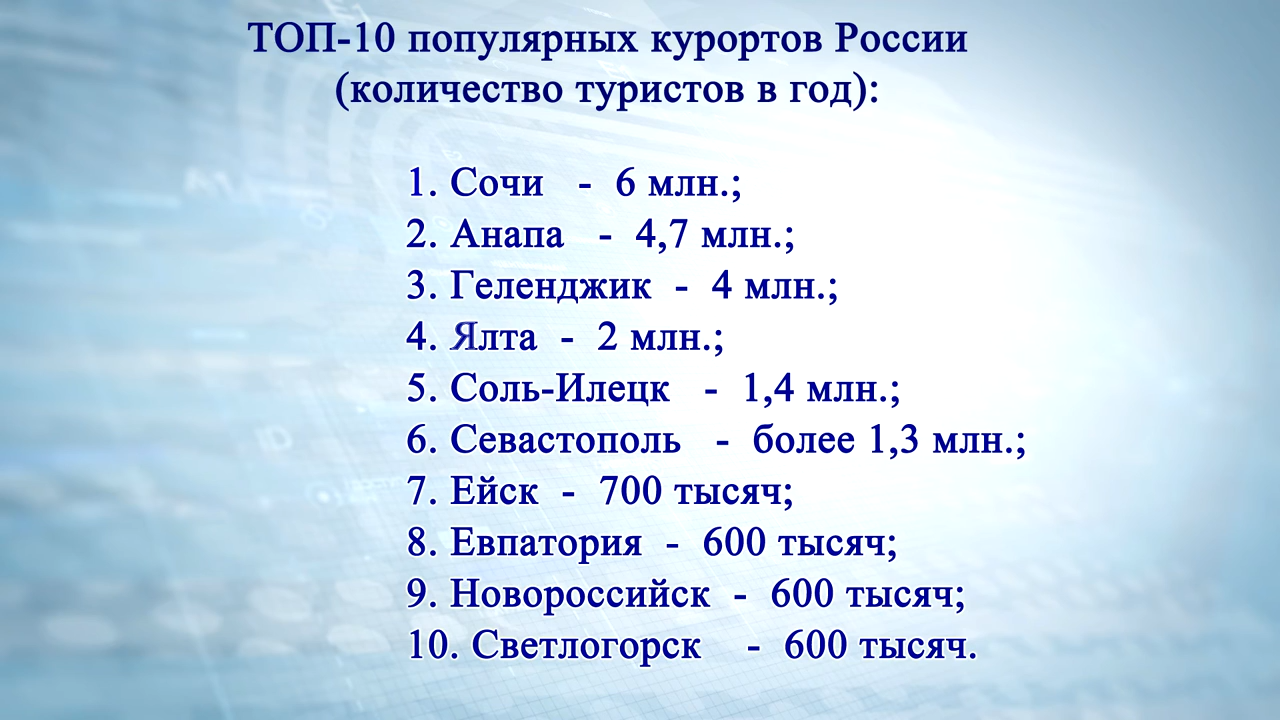 ТОП-10 популярных курортов России
(количество туристов в год):
1. Сочи - 6 млн.;
2. Анапа - 4,7 млн.;
3. Геленджик - 4 млн.;
4. Ялта - 2 млн.;
5. Соль-Илецк - 1,4 млн.;
6. Севастополь - более 1,3 млн.;
7. Ейск - 700 тысяч;
8. Евпатория - 600 тысяч;
9. Новороссийск - 600 тысяч;
10. Светлогорск - 600 тысяч.